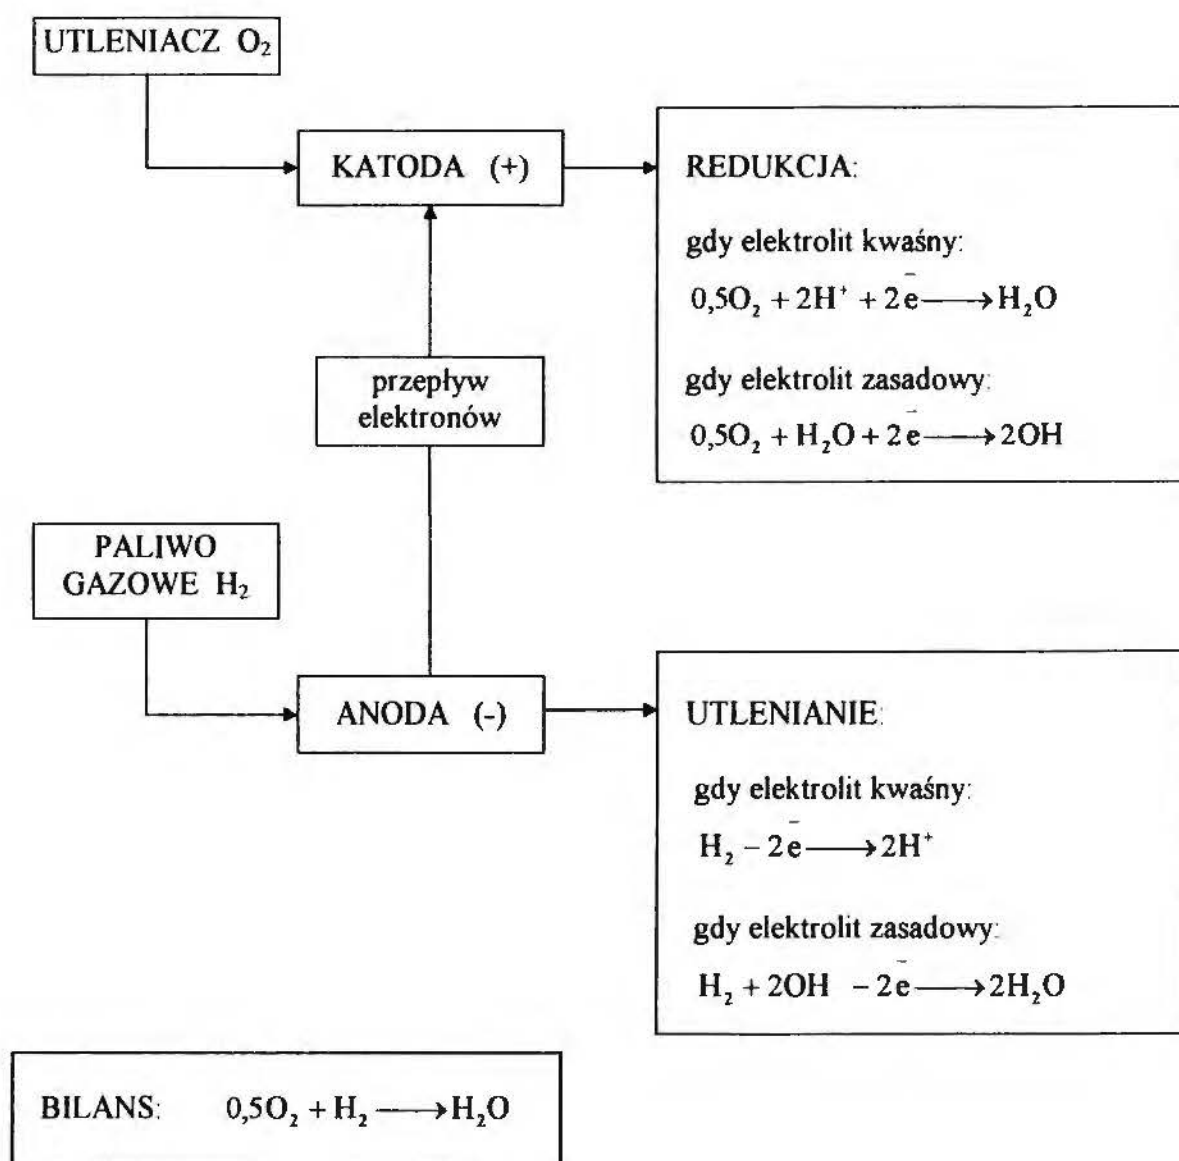 UTLENIACZ O₂
KATODA (+)
REDUKCJA:
gdy elektrolit kwaśny:
0,5O₂ + 2H⁺ + 2e̅ ⟶ H₂O
gdy elektrolit zasadowy:
0,5O₂ + H₂O + 2e̅ ⟶ 2OH
przepływ
elektronów
PALIWO
GAZOWE H₂
ANODA (-)
UTLENIANIE:
gdy elektrolit kwaśny:
H₂ − 2e̅ ⟶ 2H⁺
gdy elektrolit zasadowy:
H₂ + 2OH − 2e̅ ⟶ 2H₂O
BILANS: 0,5O₂ + H₂ ⟶ H₂O